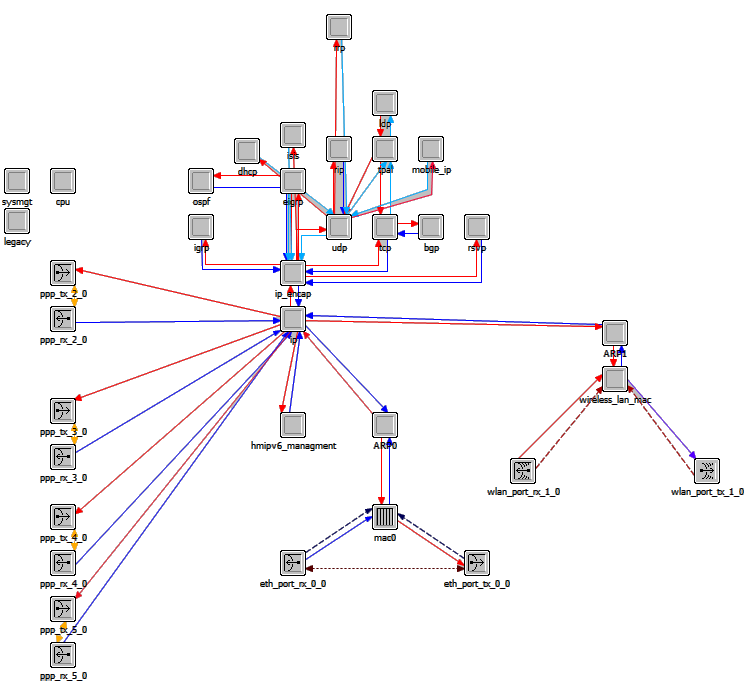 ldp
isis
dhcp
rip
tpal
mobile_ip
sysmgt
cpu
ospf
eigrp
legacy
igrp
udp
tcp
bgp
rsvp
ip_encap
ppp_tx_2_0
ppp_rx_2_0
ip
ARP1
wireless_lan_mac
ppp_tx_3_0
hmipv6_managment
ARP0
ppp_rx_3_0
wlan_port_rx_1_0
wlan_port_tx_1_0
ppp_tx_4_0
mac0
ppp_rx_4_0
eth_port_rx_0_0
eth_port_tx_0_0
ppp_tx_5_0
ppp_rx_5_0